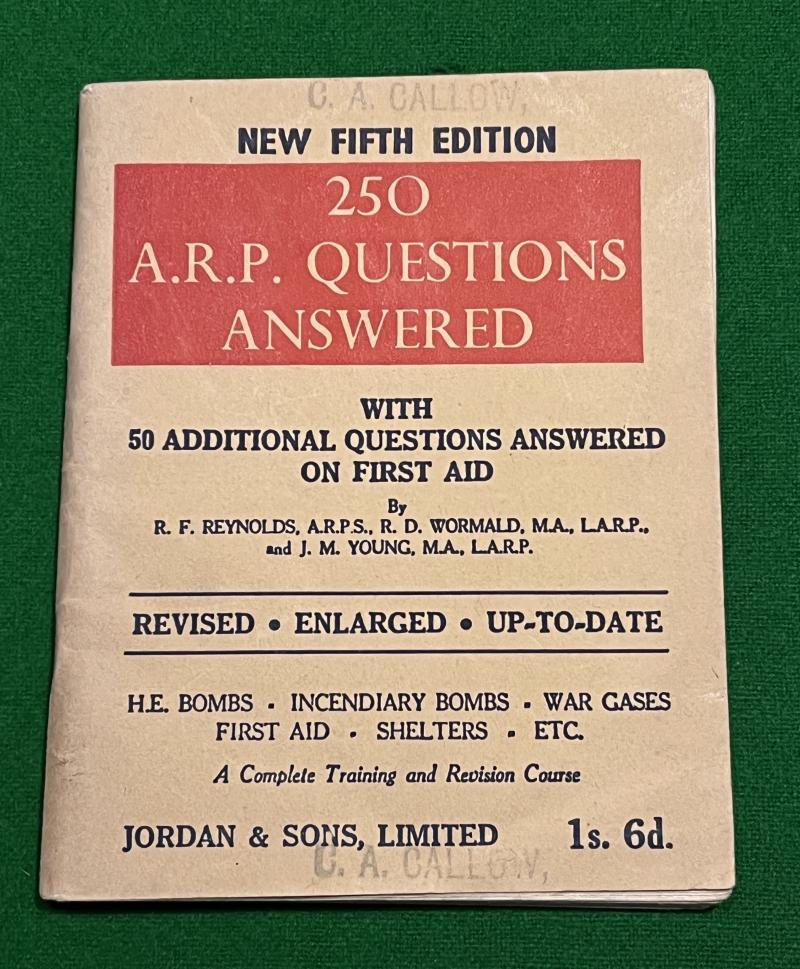 C. A. CALLOW,
NEW FIFTH EDITION
250
A.R.P. QUESTIONS
ANSWERED
WITH
50 ADDITIONAL QUESTIONS ANSWERED
ON FIRST AID
By
R. F. REYNOLDS, A.R.P.S., R. D. WORMALD, M.A., L.A.R.P.,
and J. M. YOUNG, M.A., L.A.R.P.
REVISED • ENLARGED • UP-TO-DATE
H.E. BOMBS • INCENDIARY BOMBS • WAR GASES
FIRST AID • SHELTERS • ETC.
A Complete Training and Revision Course
JORDAN & SONS, LIMITED 1s. 6d.
C. A. CALLOW,